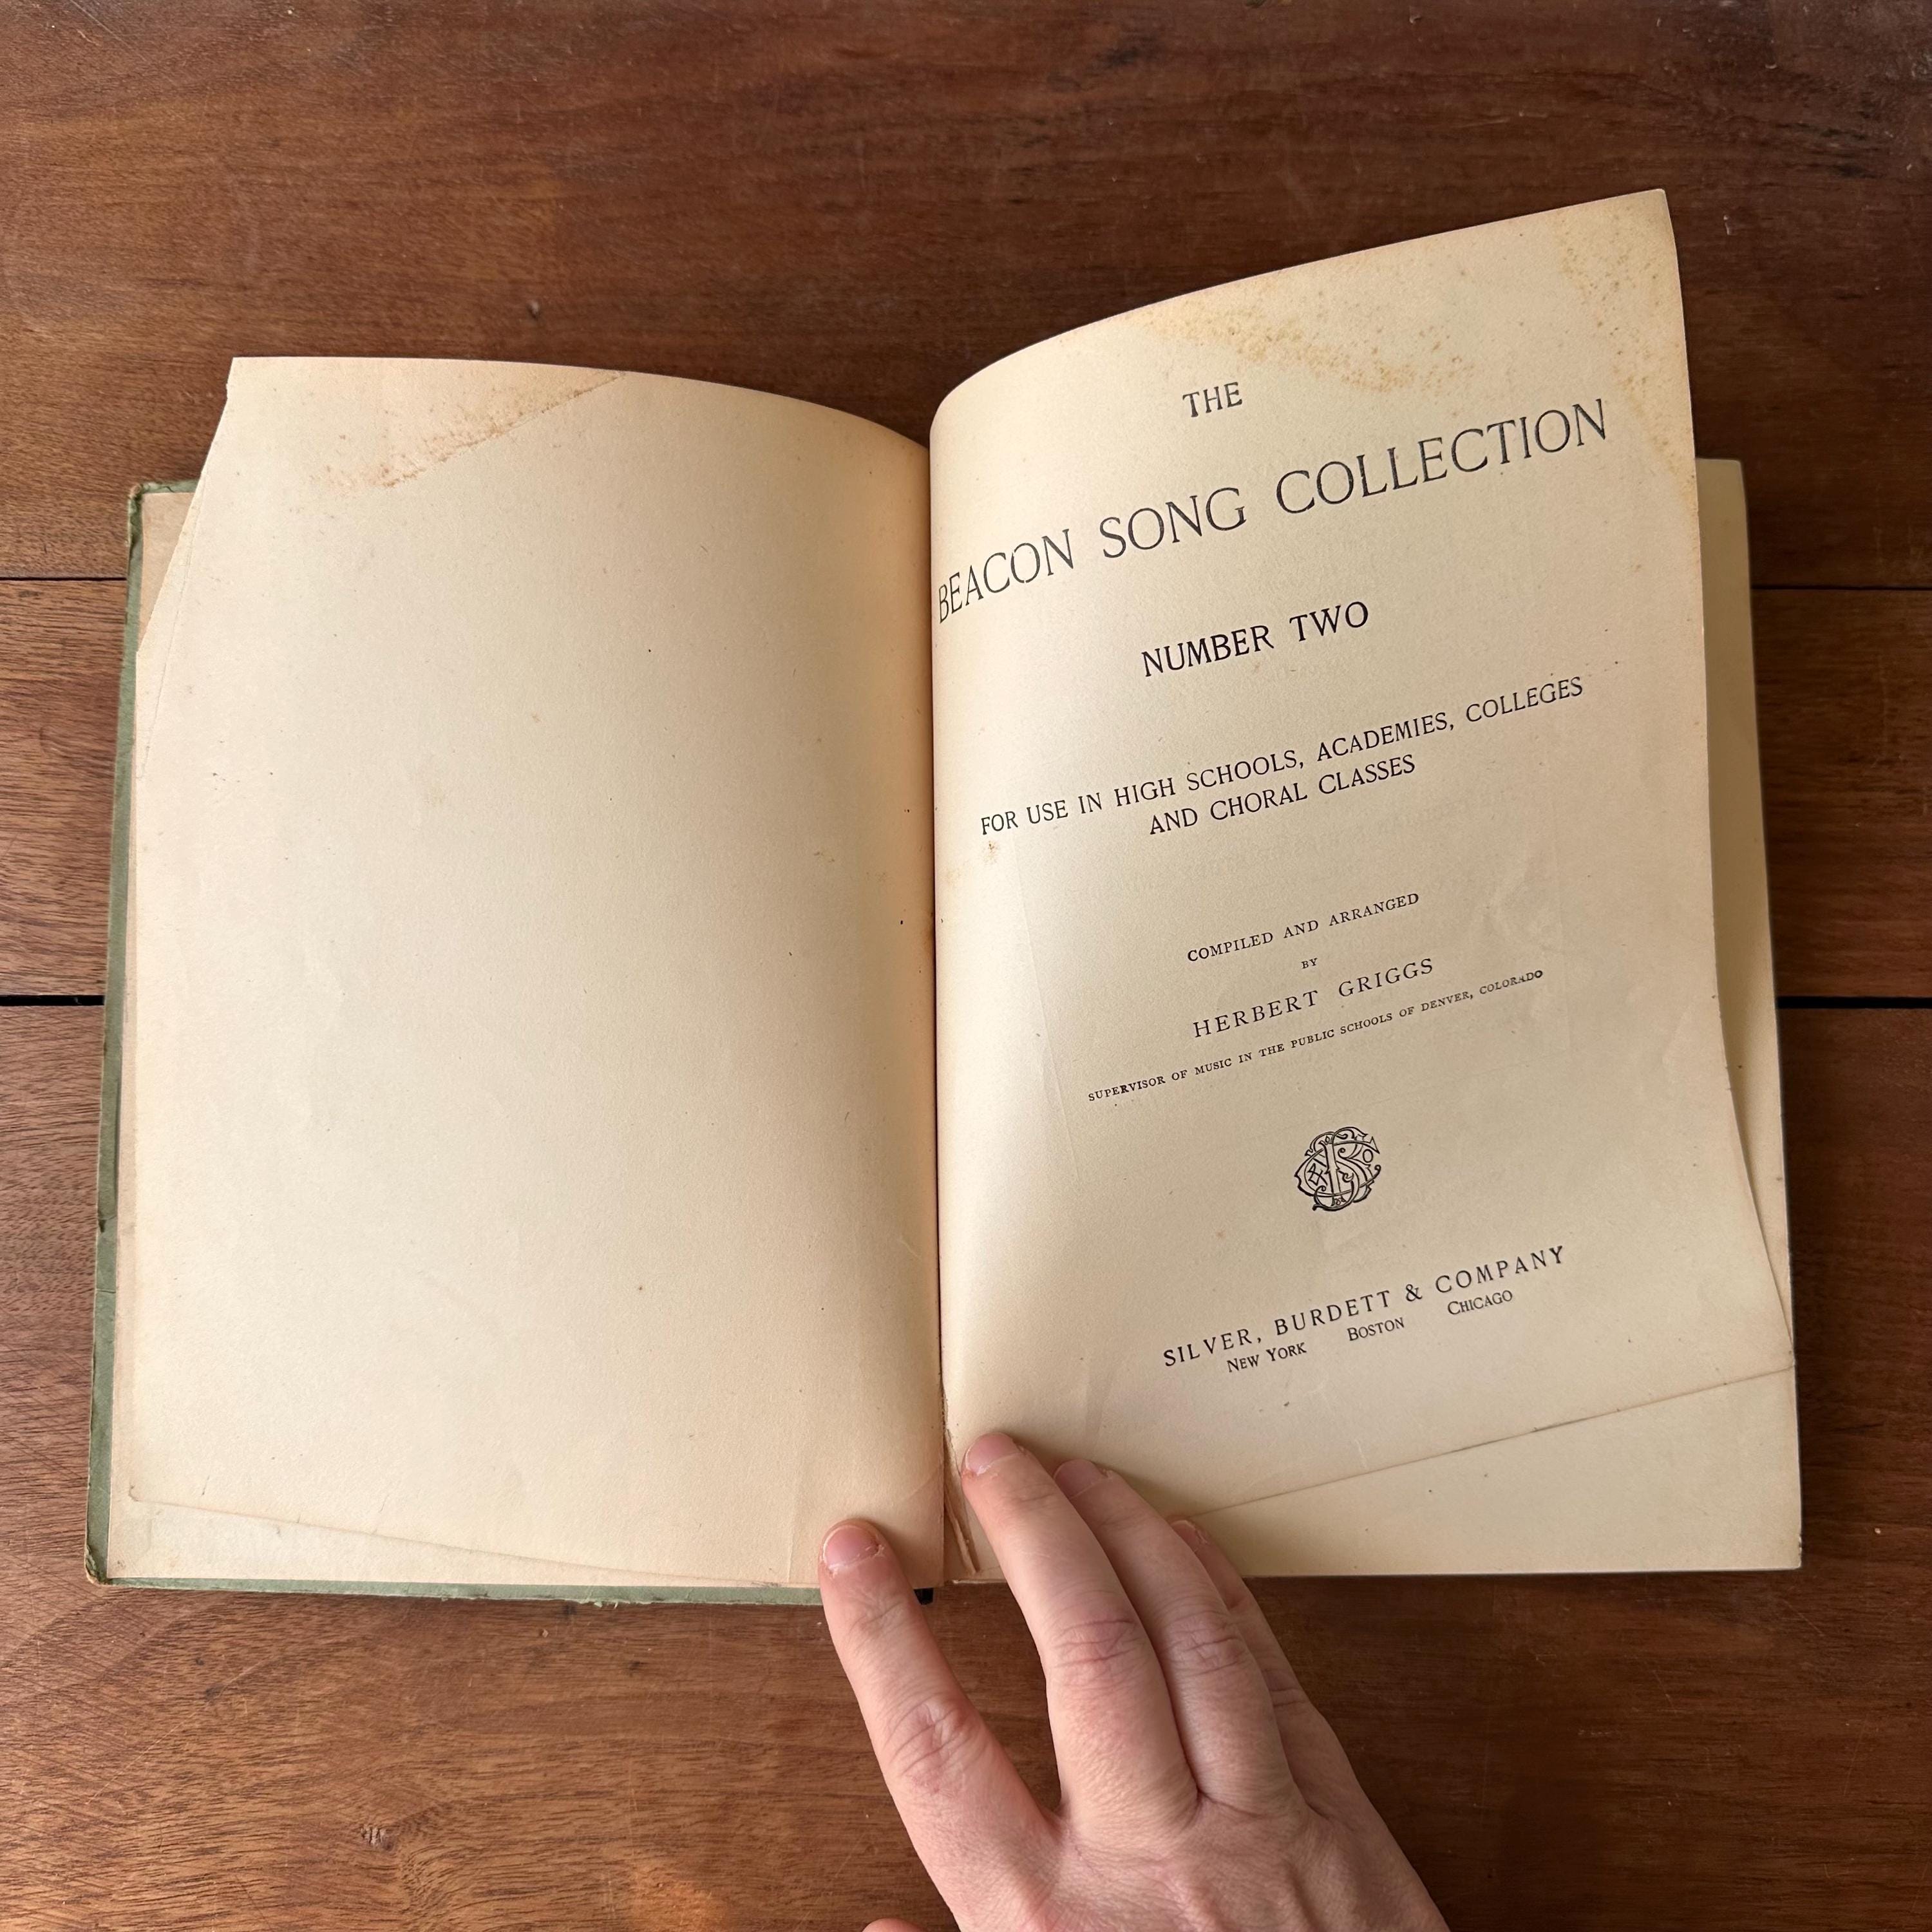 THE
BEACON SONG COLLECTION
NUMBER TWO
FOR USE IN HIGH SCHOOLS, ACADEMIES, COLLEGES
AND CHORAL CLASSES
COMPILED AND ARRANGED
BY
HERBERT GRIGGS
SUPERVISOR OF MUSIC IN THE PUBLIC SCHOOLS OF DENVER, COLORADO
SILVER, BURDETT & COMPANY
NEW YORK BOSTON CHICAGO